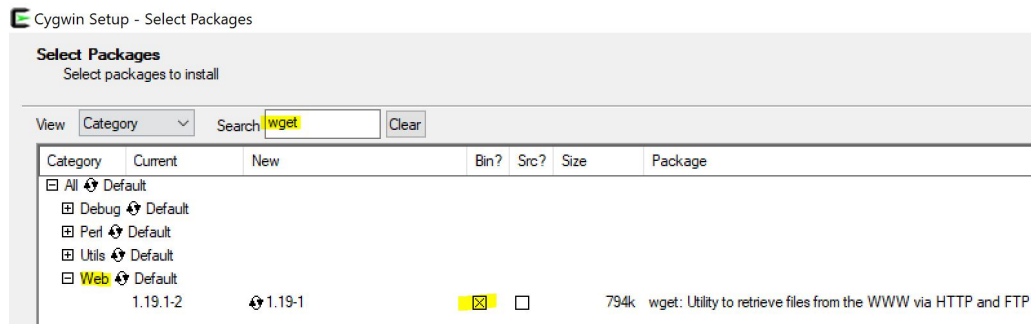 Cygwin Setup - Select Packages
Select Packages
Select packages to install
View Category Search wget Clear
Category Current New Bin? Src? Size Package
All Default
Debug Default
Perl Default
Utils Default
Web Default
1.19.1-2 1.19-1 794k wget: Utility to retrieve files from the WWW via HTTP and FTP